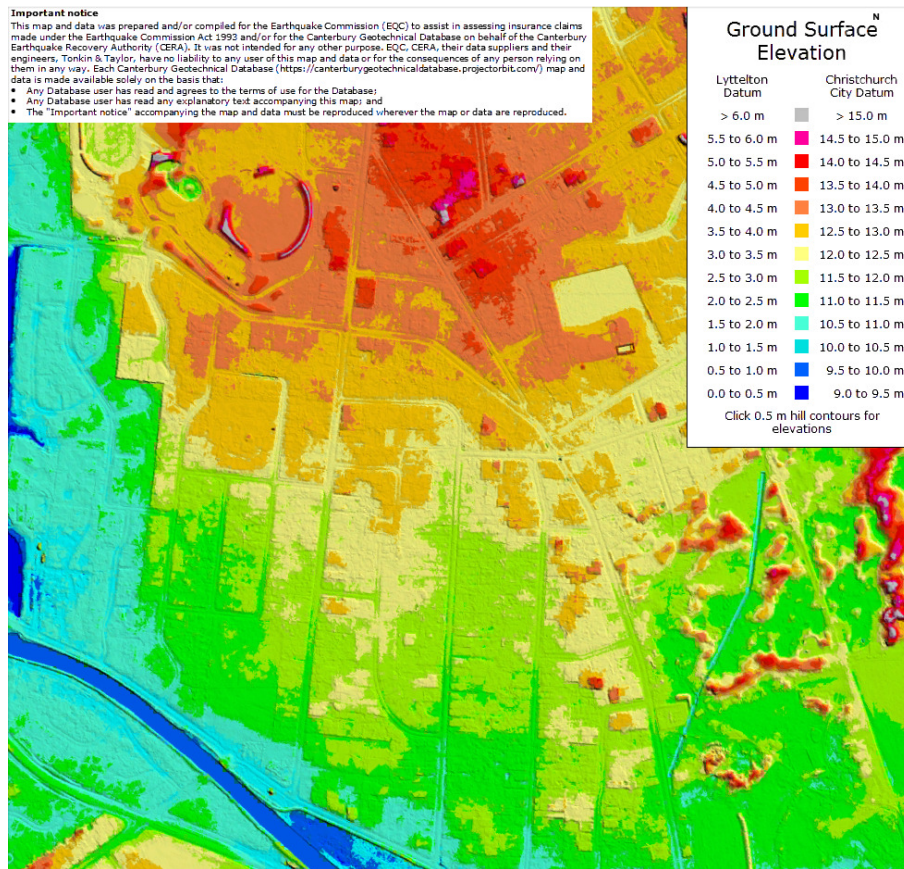 Important notice
This map and data was prepared and/or compiled for the Earthquake Commission (EQC) to assist in assessing insurance claims
made under the Earthquake Commission Act 1993 and/or for the Canterbury Geotechnical Database on behalf of the Canterbury
Earthquake Recovery Authority (CERA). It was not intended for any other purpose. EQC, CERA, their data suppliers and their
engineers, Tonkin & Taylor, have no liability to any user of this map and data or for the consequences of any person relying on
them in any way. Each Canterbury Geotechnical Database (https://canterburygeotechnicaldatabase.projectorbit.com/) map and
data is made available solely on the basis that:
• Any Database user has read and agrees to the terms of use for the Database;
• Any Database user has read any explanatory text accompanying this map; and
• The "Important notice" accompanying the map and data must be reproduced wherever the map or data are reproduced.
N
Ground Surface
Elevation
Lyttelton Christchurch
Datum City Datum
> 6.0 m > 15.0 m
5.5 to 6.0 m 14.5 to 15.0 m
5.0 to 5.5 m 14.0 to 14.5 m
4.5 to 5.0 m 13.5 to 14.0 m
4.0 to 4.5 m 13.0 to 13.5 m
3.5 to 4.0 m 12.5 to 13.0 m
3.0 to 3.5 m 12.0 to 12.5 m
2.5 to 3.0 m 11.5 to 12.0 m
2.0 to 2.5 m 11.0 to 11.5 m
1.5 to 2.0 m 10.5 to 11.0 m
1.0 to 1.5 m 10.0 to 10.5 m
0.5 to 1.0 m 9.5 to 10.0 m
0.0 to 0.5 m 9.0 to 9.5 m
Click 0.5 m hill contours for
elevations